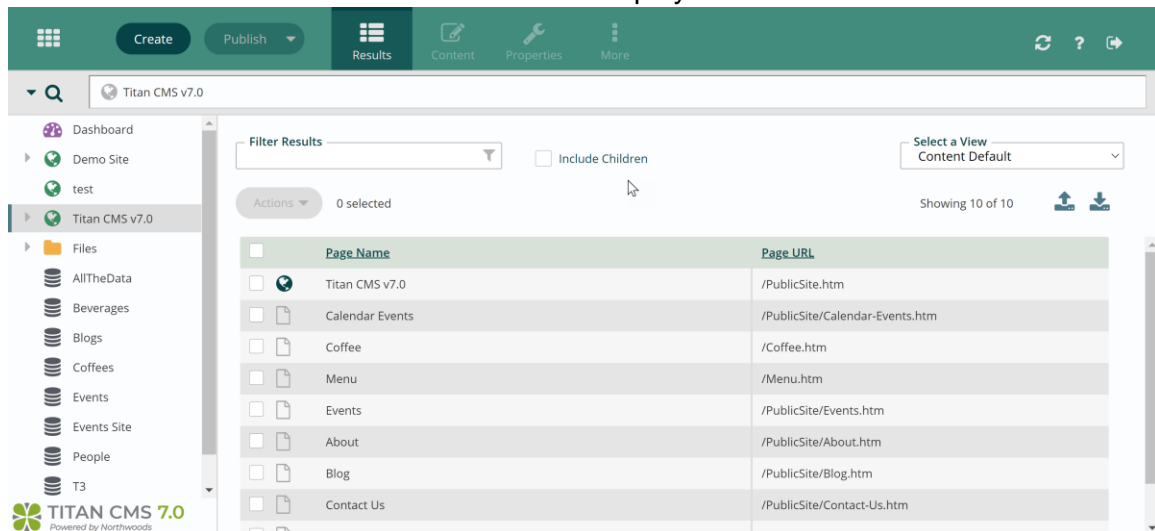 Create
Publish
Results
Content
Properties
More
?
Titan CMS v7.0
Dashboard
Demo Site
test
Titan CMS v7.0
Files
AllTheData
Beverages
Blogs
Coffees
Events
Events Site
People
T3
TITAN CMS 7.0
Powered by Northwoods
Filter Results
Include Children
Select a View
Content Default
Actions
0 selected
Showing 10 of 10
Page Name Page URL
Titan CMS v7.0 /PublicSite.htm
Calendar Events /PublicSite/Calendar-Events.htm
Coffee /Coffee.htm
Menu /Menu.htm
Events /PublicSite/Events.htm
About /PublicSite/About.htm
Blog /PublicSite/Blog.htm
Contact Us /PublicSite/Contact-Us.htm